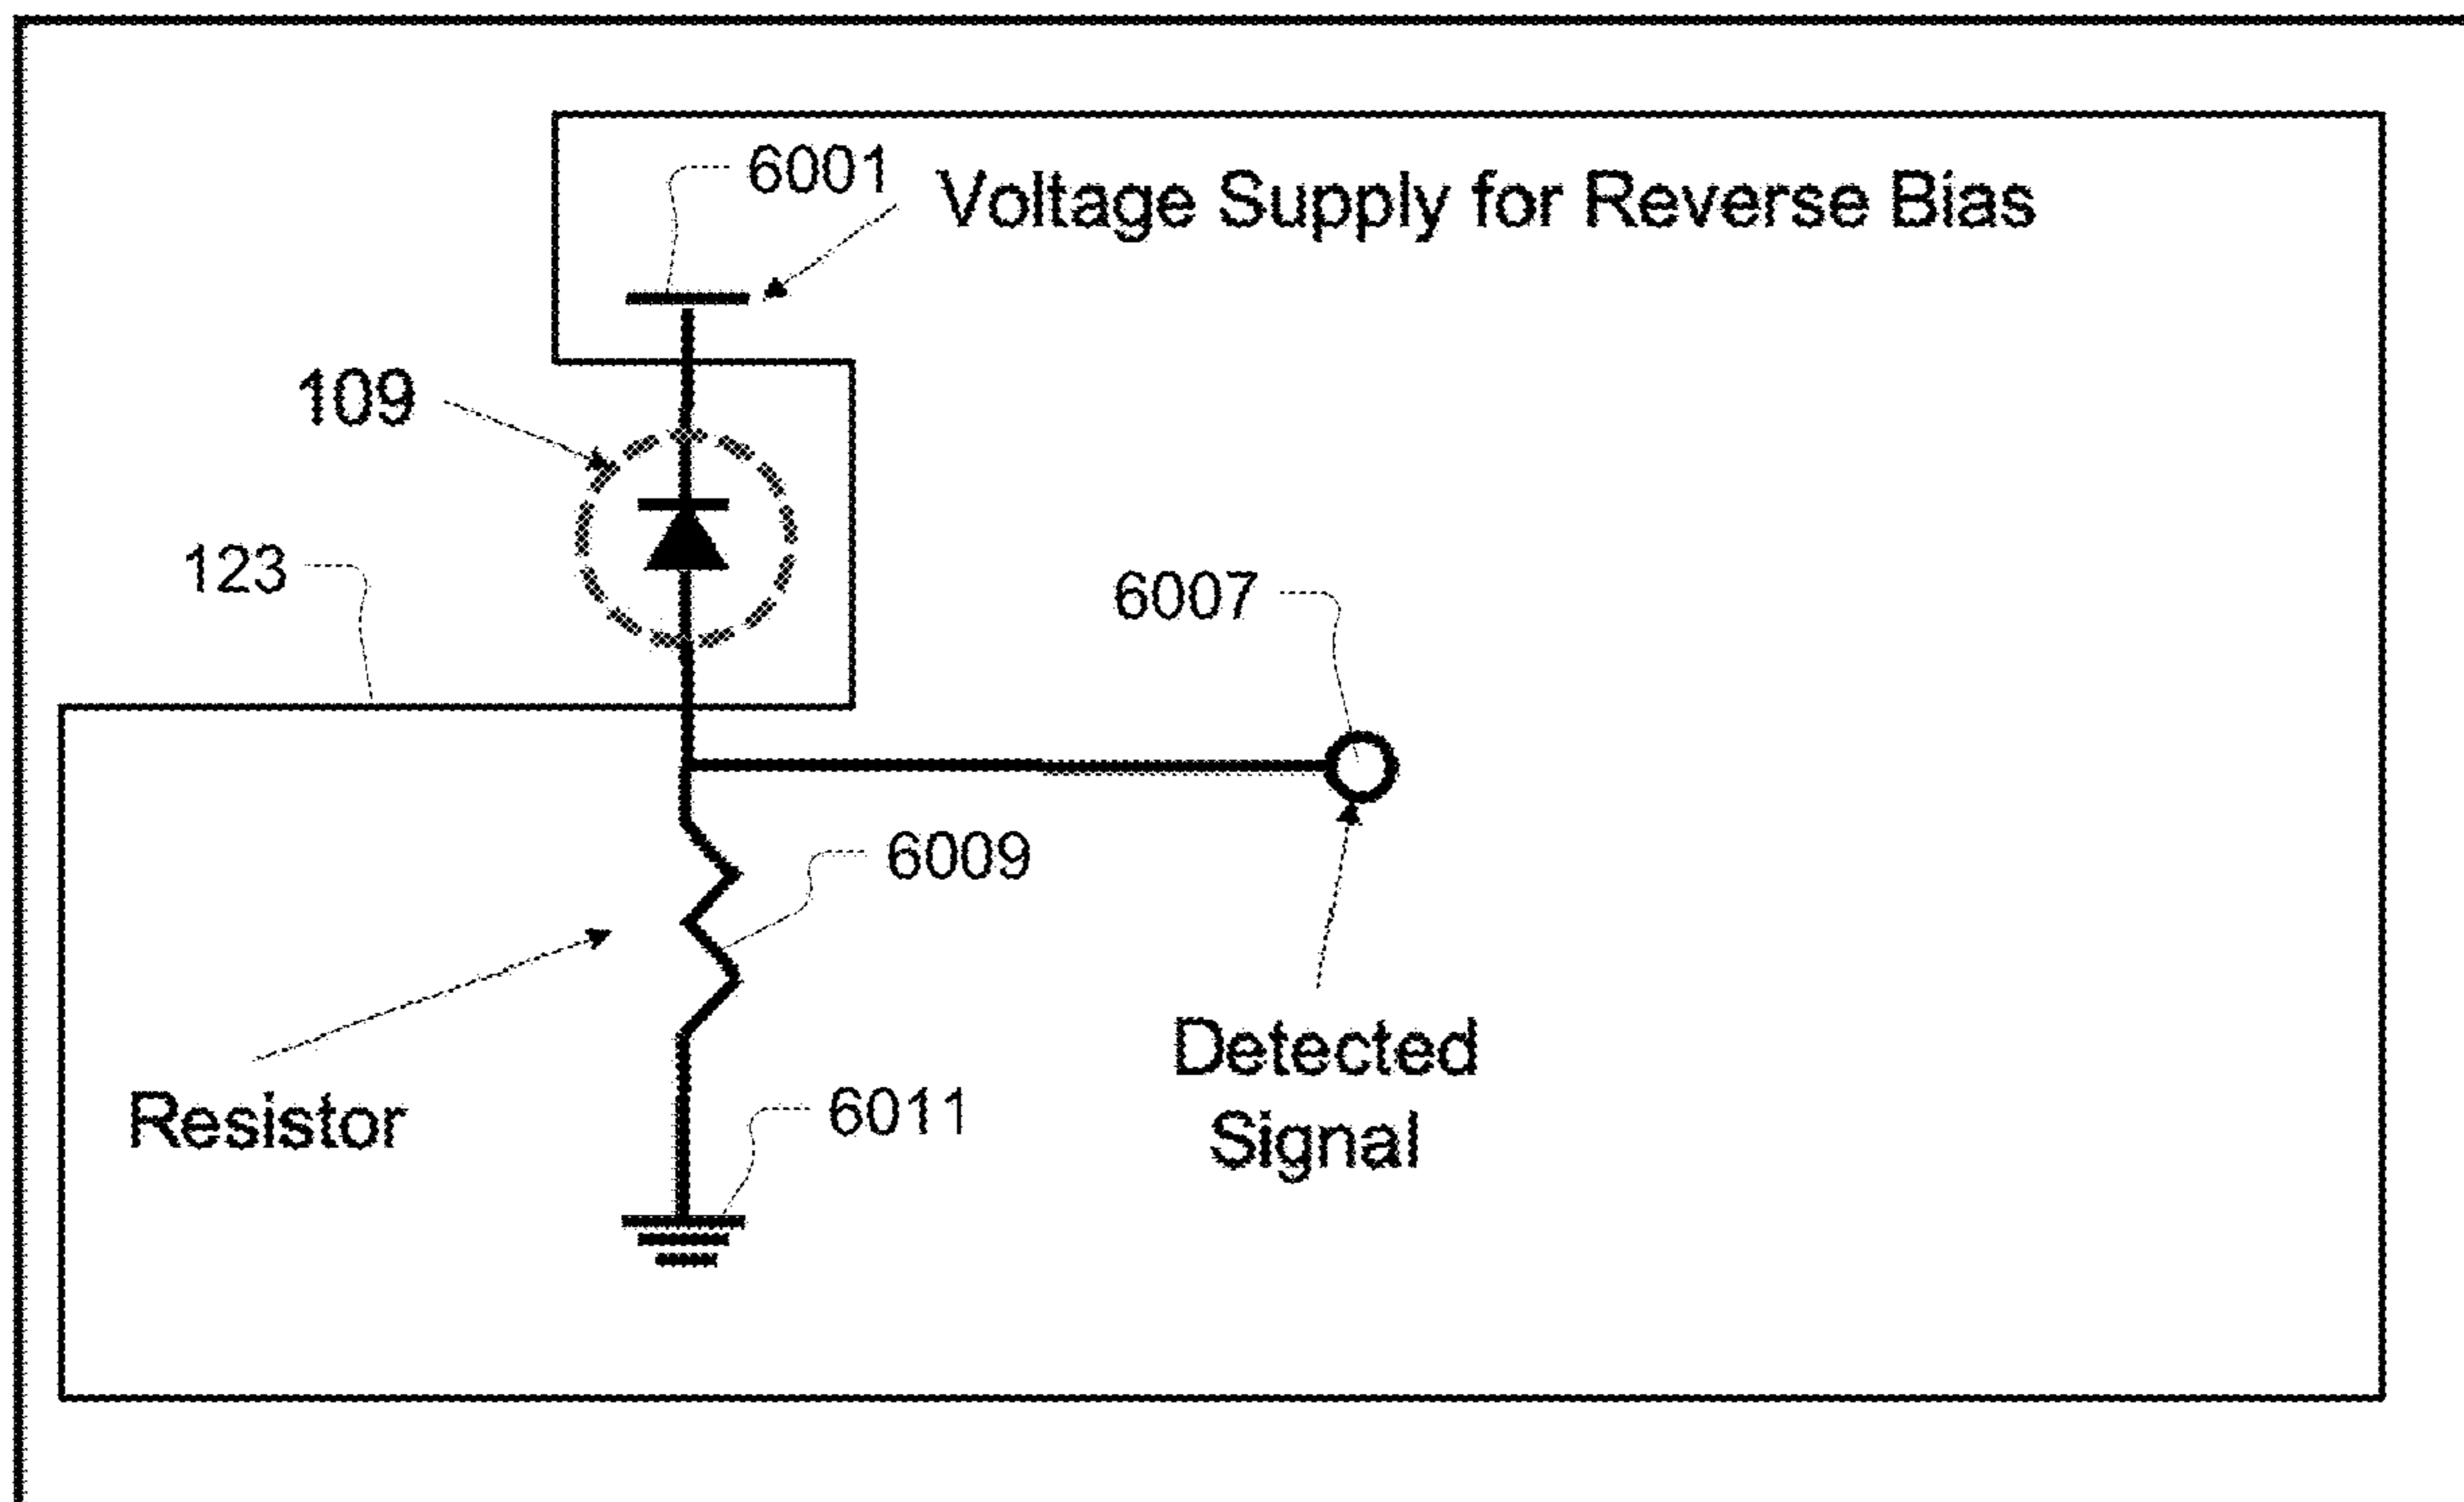 6001
Voltage Supply for Reverse Bias
109
123
6007
6009
Resistor
Detected
Signal
6011